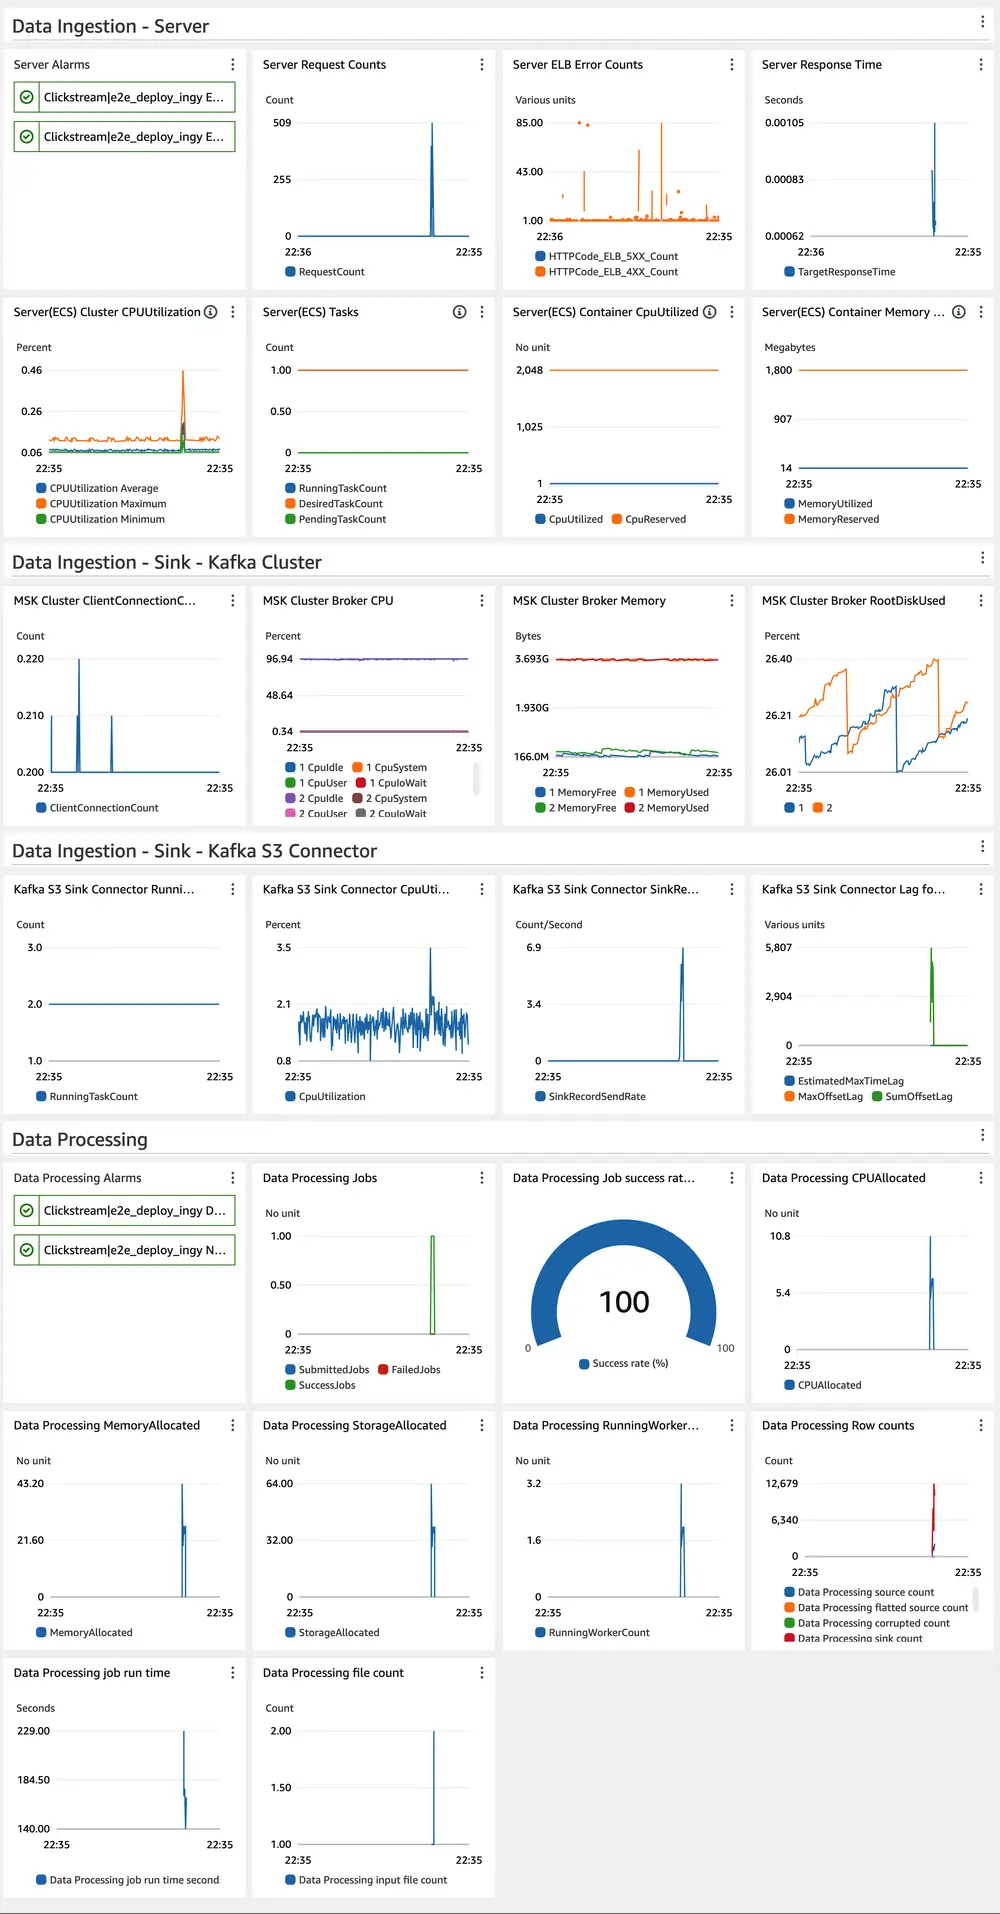 Data Ingestion - Server
Server Alarms
Clickstream|e2e_deploy_ingy E...
Clickstream|e2e_deploy_ingy E...
Server Request Counts
Count
509
255
0
22:36
22:35
RequestCount
Server ELB Error Counts
Various units
85.00
43.00
1.00
22:36
22:35
HTTPCode_ELB_5XX_Count
HTTPCode_ELB_4XX_Count
Server Response Time
Seconds
0.00105
0.00083
0.00062
22:36
22:35
TargetResponseTime
Server(ECS) Cluster CPUUtilization
Percent
0.46
0.26
0.06
22:35
22:35
CPUUtilization Average
CPUUtilization Maximum
CPUUtilization Minimum
Server(ECS) Tasks
Count
1.00
0.50
0
22:35
22:35
RunningTaskCount
DesiredTaskCount
PendingTaskCount
Server(ECS) Container CpuUtilized
No unit
2,048
1,025
1
22:35
22:35
CpuUtilized CpuReserved
Server(ECS) Container Memory ...
Megabytes
1,800
907
14
22:35
22:35
MemoryUtilized
MemoryReserved
Data Ingestion - Sink - Kafka Cluster
MSK Cluster ClientConnectionC...
Count
0.220
0.210
0.200
22:35
22:35
ClientConnectionCount
MSK Cluster Broker CPU
Percent
96.94
48.64
0.34
22:35
22:35
1 CpuIdle 1 CpuSystem
1 CpuUser 1 CpuIoWait
2 CpuIdle 2 CpuSystem
2 CpuUser 2 CpuIoWait
MSK Cluster Broker Memory
Bytes
3.693G
1.930G
166.0M
22:35
22:35
1 MemoryFree 1 MemoryUsed
2 MemoryFree 2 MemoryUsed
MSK Cluster Broker RootDiskUsed
Percent
26.40
26.21
26.01
22:35
22:35
1 2
Data Ingestion - Sink - Kafka S3 Connector
Kafka S3 Sink Connector Runni...
Count
3.0
2.0
1.0
22:35
22:35
RunningTaskCount
Kafka S3 Sink Connector CpuUti...
Percent
3.5
2.1
0.8
22:35
22:35
CpuUtilization
Kafka S3 Sink Connector SinkRe...
Count/Second
6.9
3.4
0
22:35
22:35
SinkRecordSendRate
Kafka S3 Sink Connector Lag fo...
Various units
5,807
2,904
0
22:35
22:35
EstimatedMaxTimeLag
MaxOffsetLag SumOffsetLag
Data Processing
Data Processing Alarms
Clickstream|e2e_deploy_ingy D...
Clickstream|e2e_deploy_ingy N...
Data Processing Jobs
No unit
1.00
0.50
0
22:35
22:35
SubmittedJobs FailedJobs
SuccessJobs
Data Processing Job success rat...
100
0
100
Success rate (%)
Data Processing CPUAllocated
No unit
10.8
5.4
0
22:35
22:35
CPUAllocated
Data Processing MemoryAllocated
No unit
43.20
21.60
0
22:35
22:35
MemoryAllocated
Data Processing StorageAllocated
No unit
64.00
32.00
0
22:35
22:35
StorageAllocated
Data Processing RunningWorker...
No unit
3.2
1.6
0
22:35
22:35
RunningWorkerCount
Data Processing Row counts
Count
12,679
6,340
0
22:35
22:35
Data Processing source count
Data Processing flatted source count
Data Processing corrupted count
Data Processing sink count
Data Processing job run time
Seconds
229.00
184.50
140.00
22:35
22:35
Data Processing job run time second
Data Processing file count
Count
2.00
1.50
1.00
22:35
22:35
Data Processing input file count